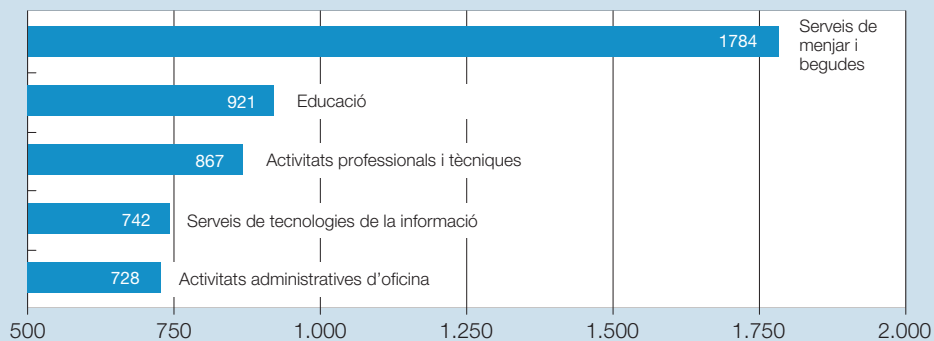 1784
Serveis de
menjar i
begudes
921
Educació
867
Activitats professionals i tècniques
742
Serveis de tecnologies de la informació
728
Activitats administratives d’oficina
500 750 1.000 1.250 1.500 1.750 2.000